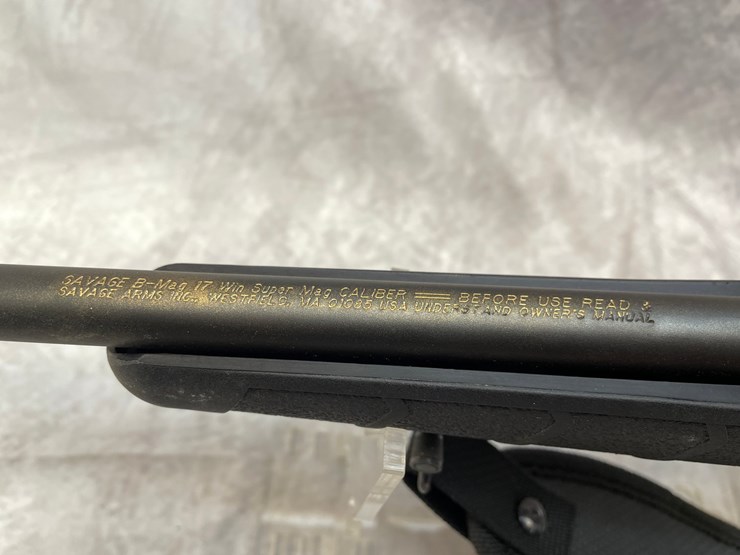 SAVAGE B-Mag 17 Win Super Mag CALIBER BEFORE USE READ &
SAVAGE ARMS INC., WESTFIELD, MA 01085 USA UNDERSTAND OWNER'S MANUAL